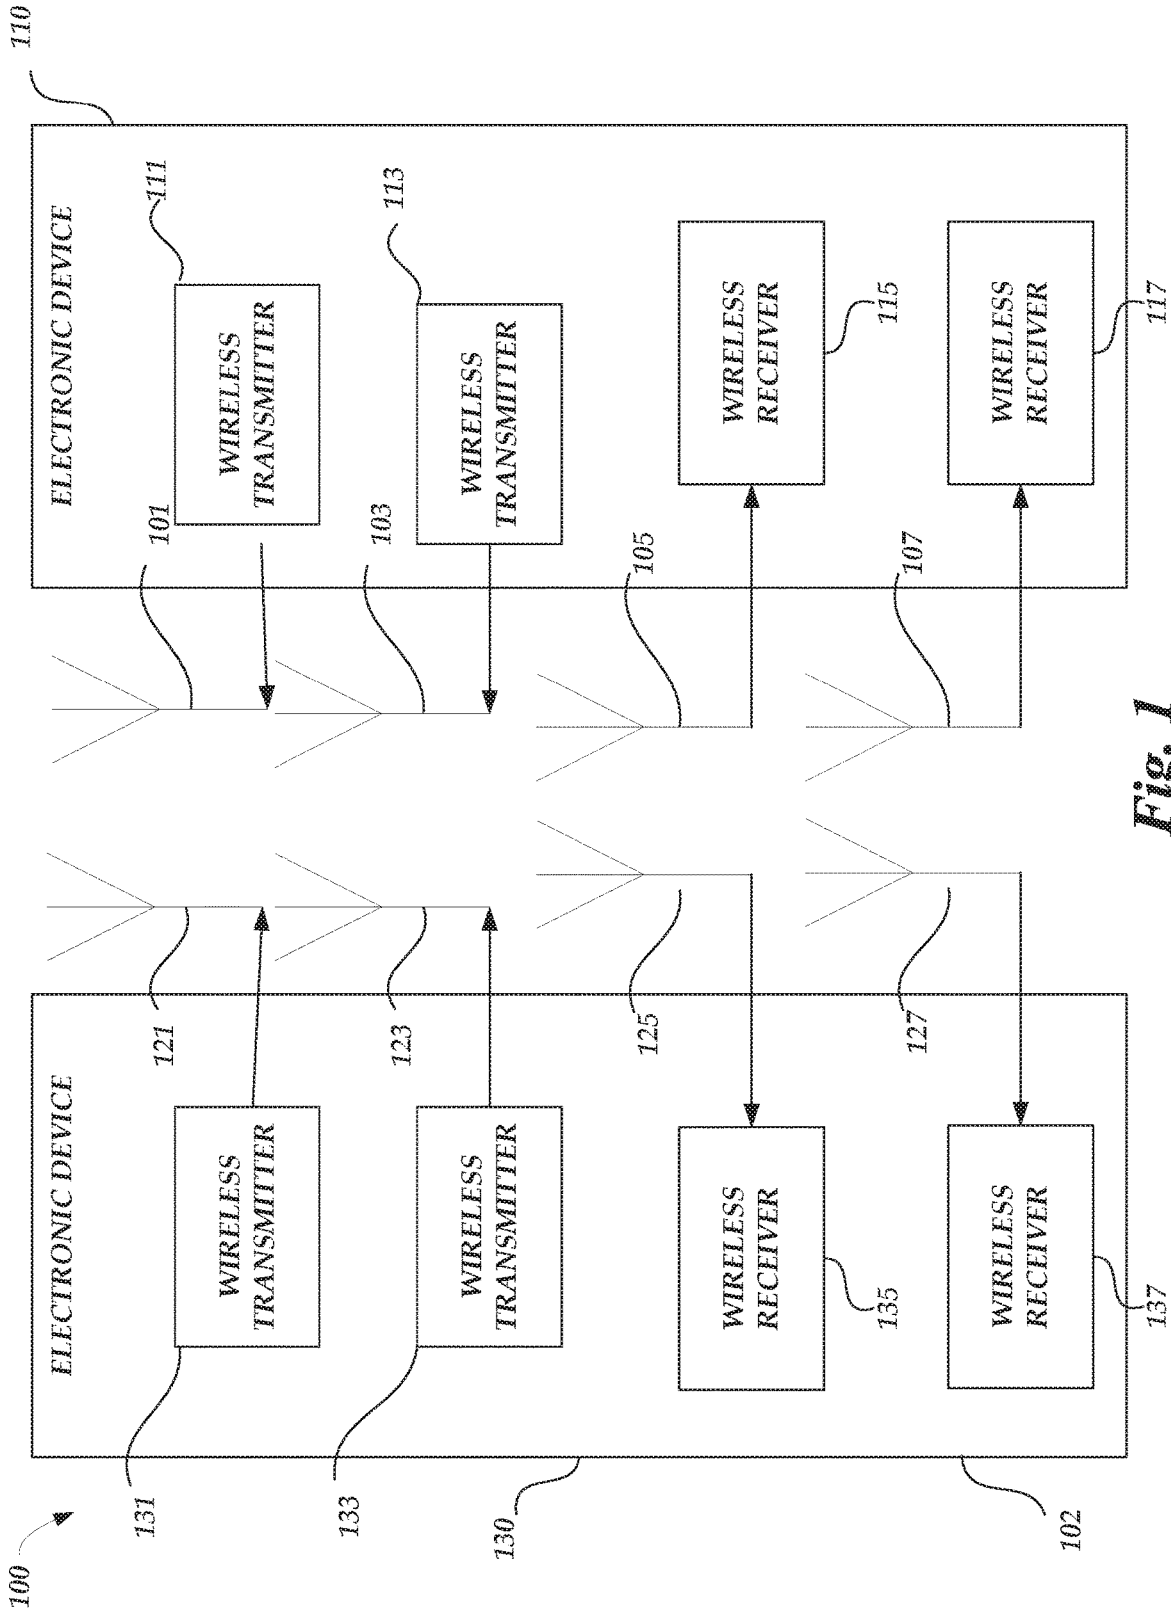 100
ELECTRONIC DEVICE
131
WIRELESS
TRANSMITTER
121
133
WIRELESS
TRANSMITTER
123
130
WIRELESS
RECEIVER
125
135
102
WIRELESS
RECEIVER
127
137
110
ELECTRONIC DEVICE
101
WIRELESS
TRANSMITTER
111
103
WIRELESS
TRANSMITTER
113
105
WIRELESS
RECEIVER
115
107
WIRELESS
RECEIVER
117
Fig. 1